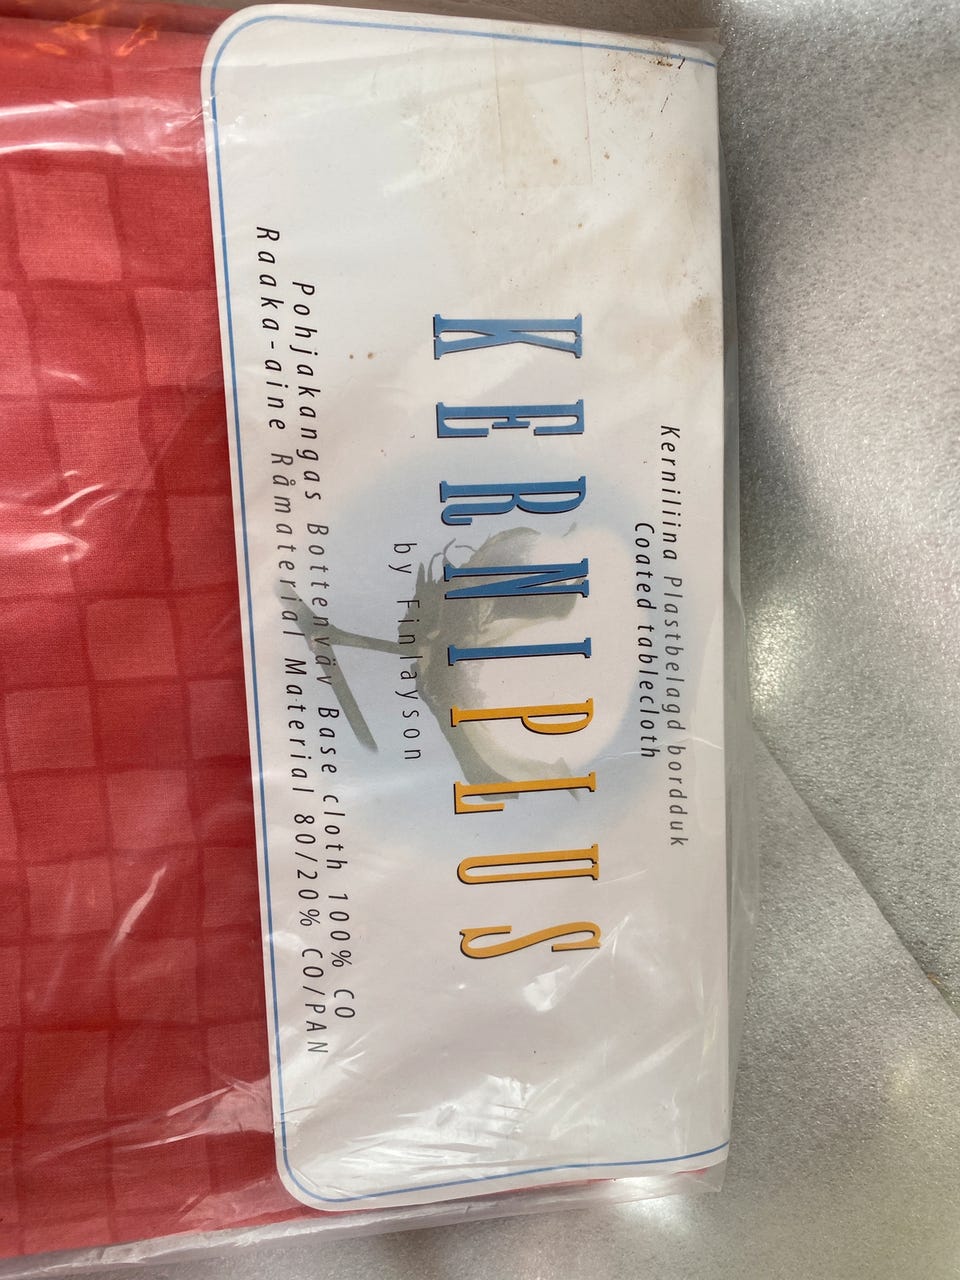 Kerniliina Plastbelagd bordduk
Coated tablecloth
KERNIPLUS
by Finlayson
Pohjakangas Bottenväv Base cloth 100% CO
Raaka-aine Råmaterial Material 80/20% CO/PAN